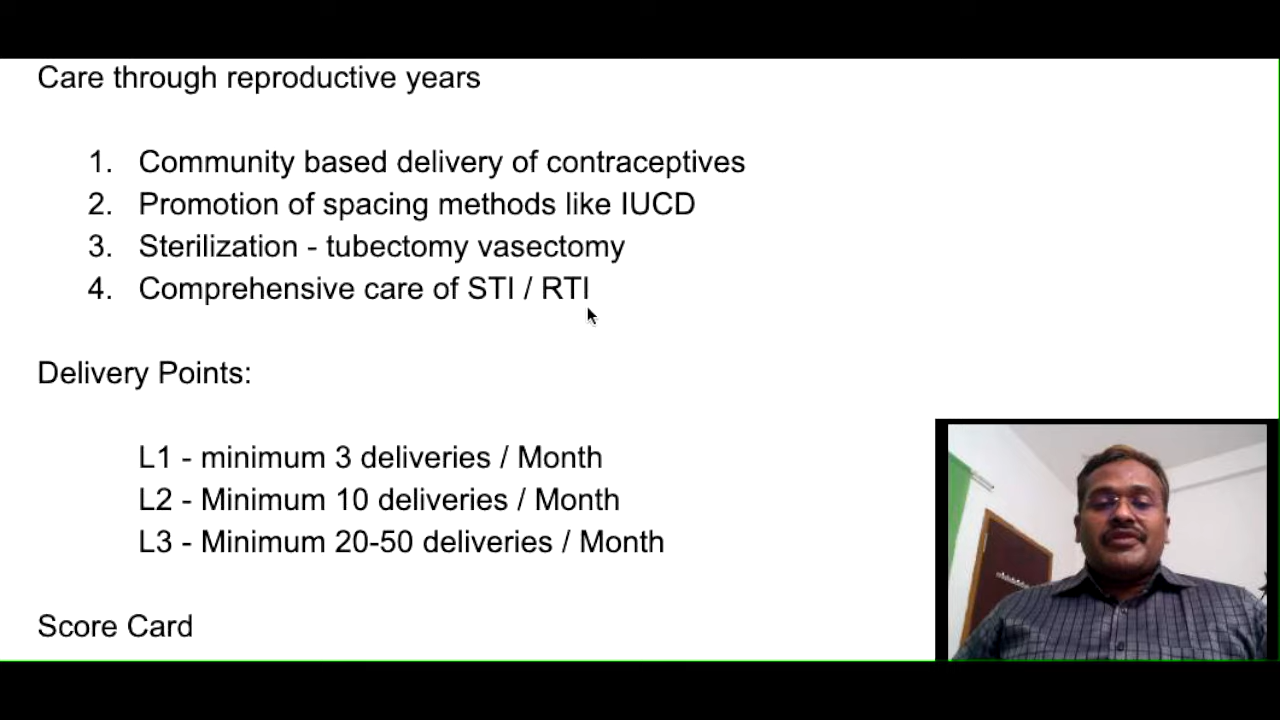 Care through reproductive years
1. Community based delivery of contraceptives
2. Promotion of spacing methods like IUCD
3. Sterilization - tubectomy vasectomy
4. Comprehensive care of STI / RTI
Delivery Points:
L1 - minimum 3 deliveries / Month
L2 - Minimum 10 deliveries / Month
L3 - Minimum 20-50 deliveries / Month
Score Card